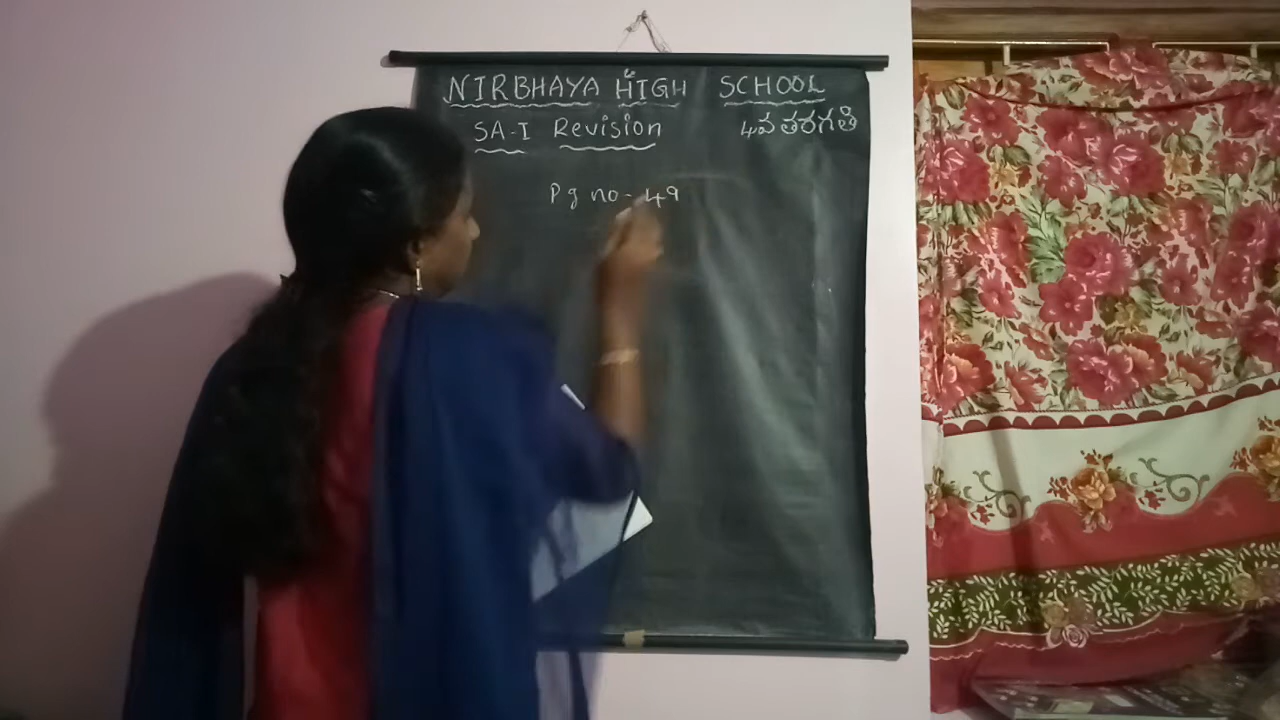 NIRBHAYA HIGH SCHOOL
SA-I Revision 4వ తరగతి
Pg no-49